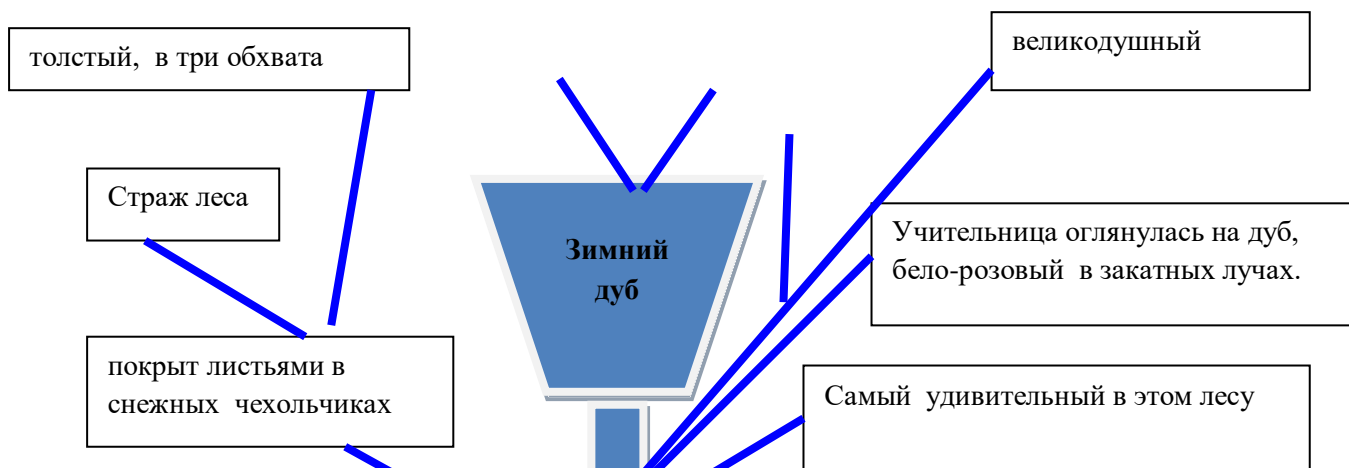 толстый, в три обхвата
великодушный
Страж леса
Зимний
дуб
Учительница оглянулась на дуб,
бело-розовый в закатных лучах.
покрыт листьями в
снежных чехольчиках
Самый удивительный в этом лесу